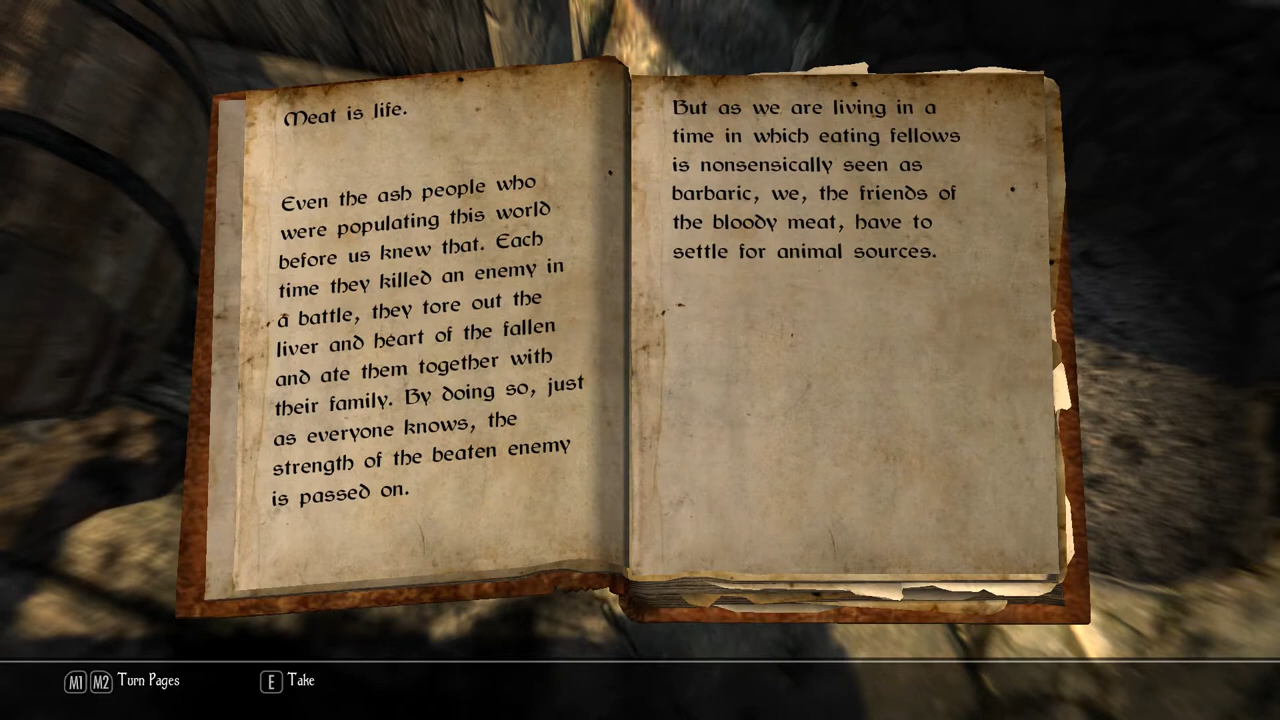 Meat is life.
Even the ash people who
were populating this world
before us knew that. Each
time they killed an enemy in
a battle, they tore out the
liver and heart of the fallen
and ate them together with
their family. By doing so, just
as everyone knows, the
strength of the beaten enemy
is passed on.
But as we are living in a
time in which eating fellows
is nonsensically seen as
barbaric, we, the friends of
the bloody meat, have to
settle for animal sources.
M1 M2 Turn Pages
E Take